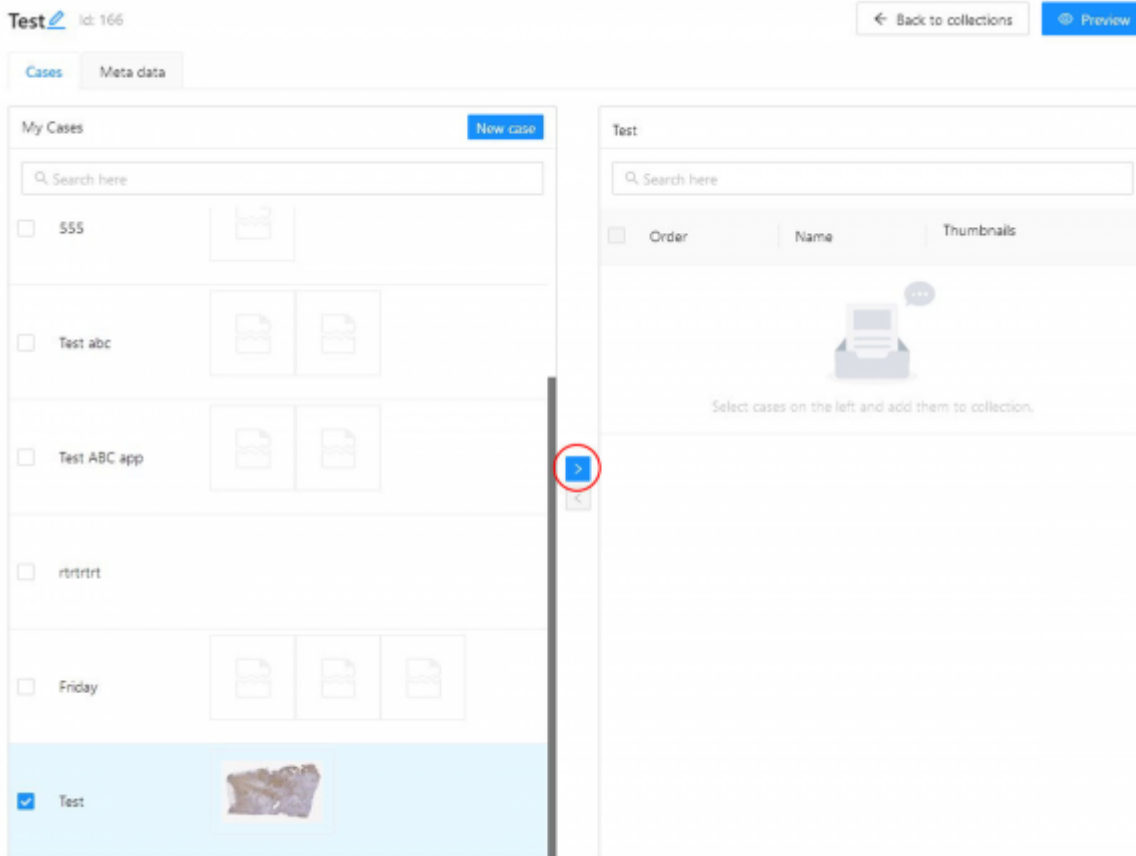 Test Id: 166
Back to collections
Preview
Cases
Meta data
My Cases
New case
Search here
555
Test abc
Test ABC app
rtrtrtrt
Friday
Test
Test
Search here
Order
Name
Thumbnails
Select cases on the left and add them to collection.